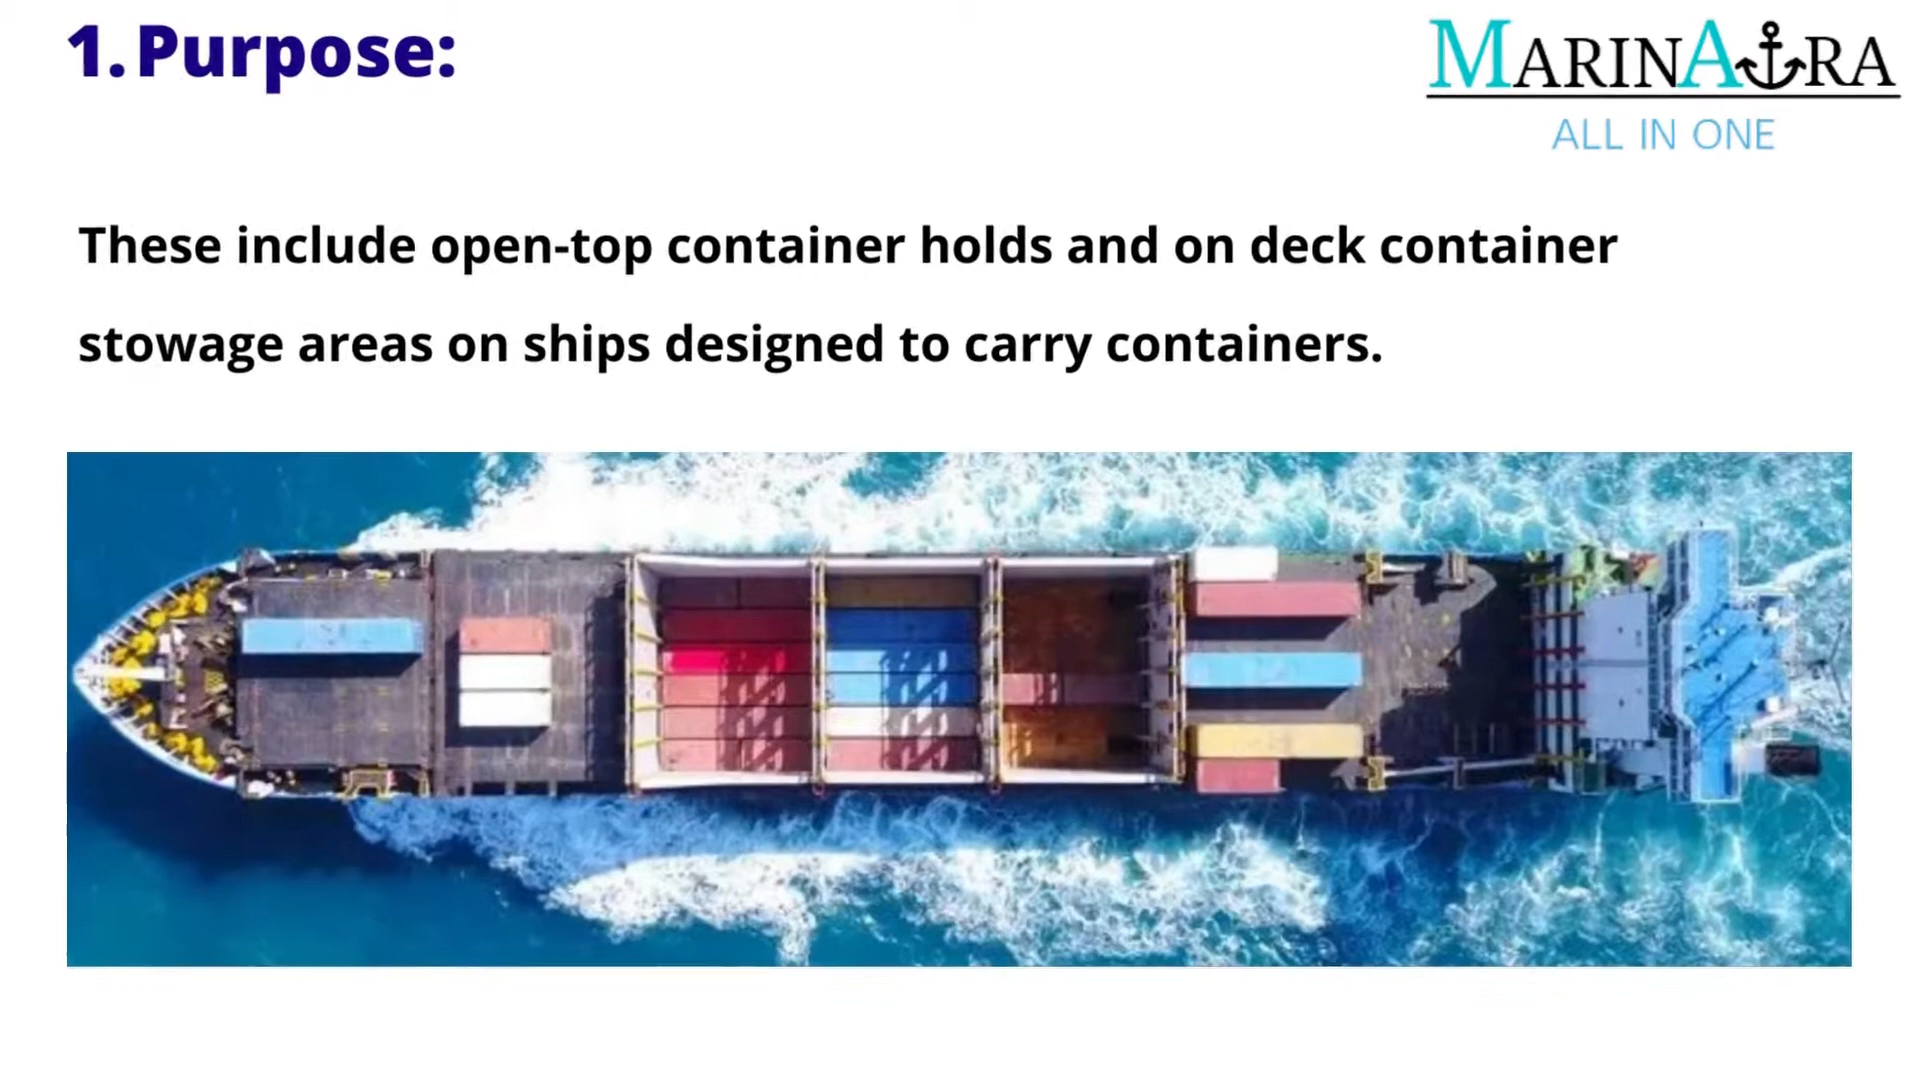 1. Purpose:
MARINAURA
ALL IN ONE
These include open-top container holds and on deck container
stowage areas on ships designed to carry containers.